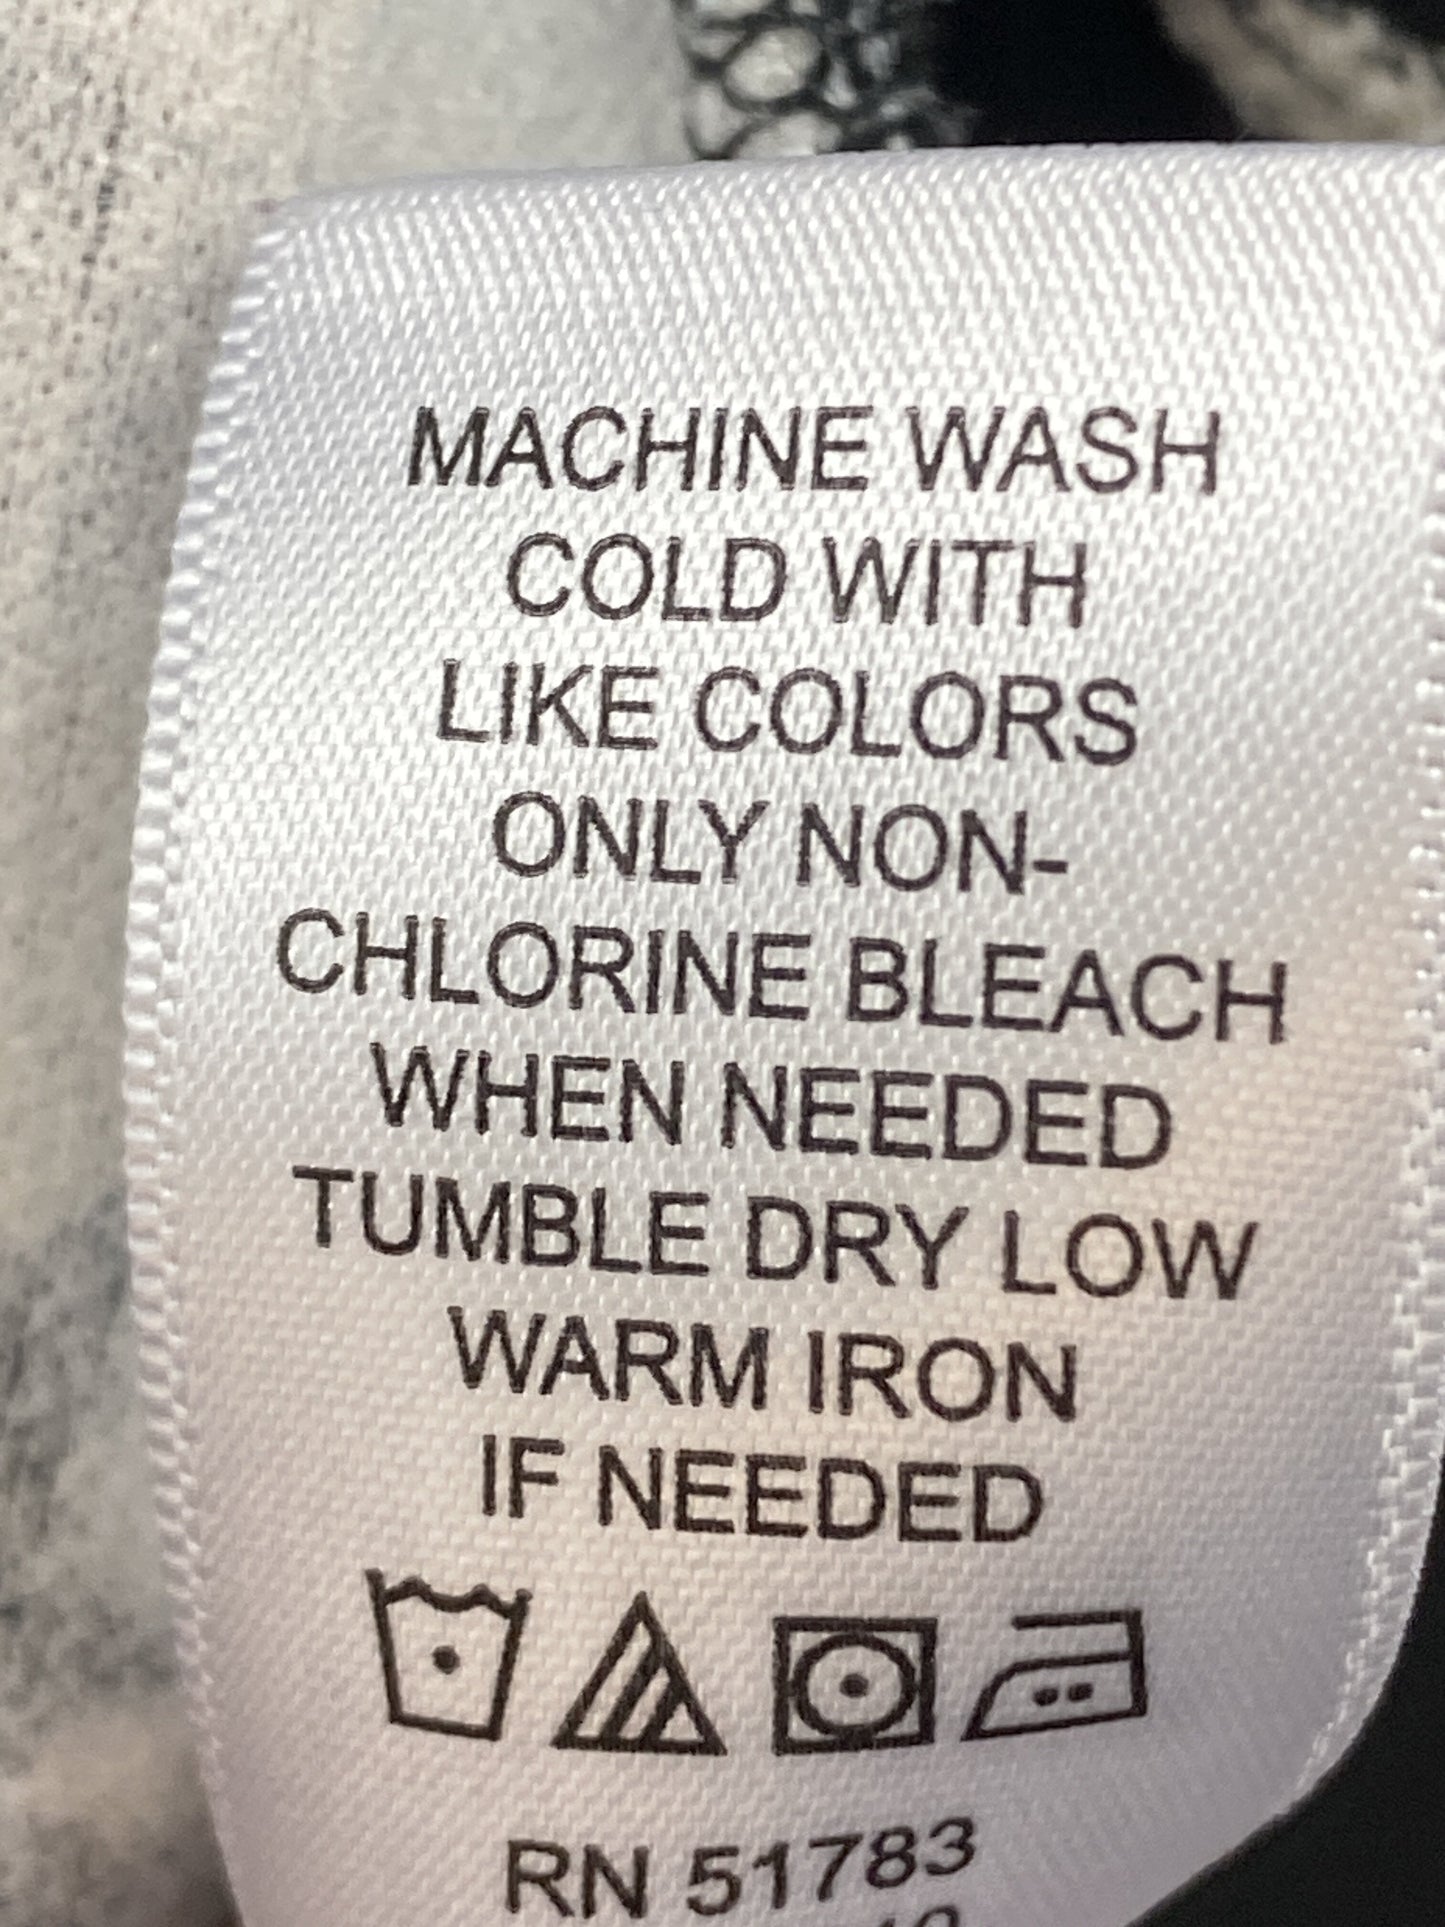 MACHINE WASH
COLD WITH
LIKE COLORS
ONLY NON-
CHLORINE BLEACH
WHEN NEEDED
TUMBLE DRY LOW
WARM IRON
IF NEEDED
RN 51783